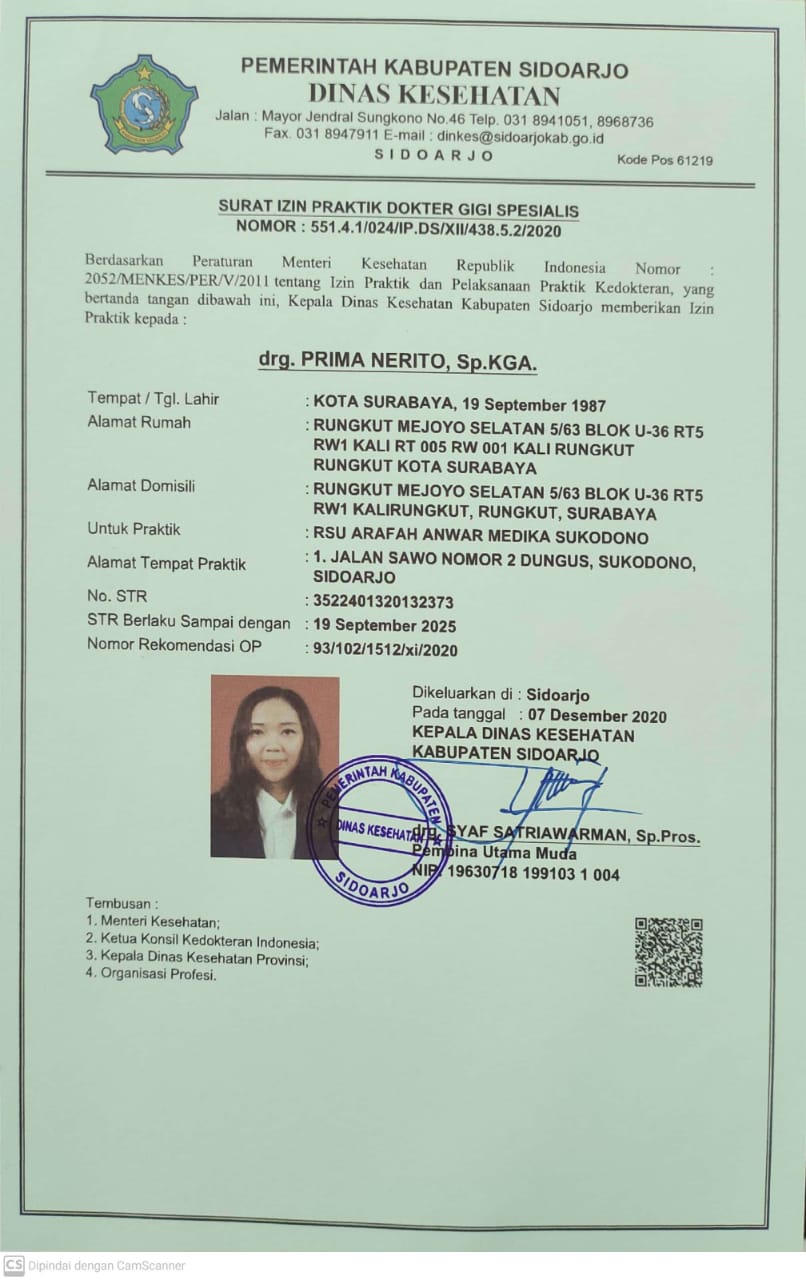 PEMERINTAH KABUPATEN SIDOARJO
DINAS KESEHATAN
Jalan : Mayor Jendral Sungkono No.46 Telp. 031 8941051, 8968736
Fax. 031 8947911 E-mail : dinkes@sidoarjokab.go.id
S I D O A R J O
Kode Pos 61219
SURAT IZIN PRAKTIK DOKTER GIGI SPESIALIS
NOMOR : 551.4.1/024/IP.DS/XII/438.5.2/2020
Berdasarkan Peraturan Menteri Kesehatan Republik Indonesia Nomor :
2052/MENKES/PER/V/2011 tentang Izin Praktik dan Pelaksanaan Praktik Kedokteran, yang
bertanda tangan dibawah ini, Kepala Dinas Kesehatan Kabupaten Sidoarjo memberikan Izin
Praktik kepada :
drg. PRIMA NERITO, Sp.KGA.
Tempat / Tgl. Lahir : KOTA SURABAYA, 19 September 1987
Alamat Rumah : RUNGKUT MEJOYO SELATAN 5/63 BLOK U-36 RT5
RW1 KALI RT 005 RW 001 KALI RUNGKUT
RUNGKUT KOTA SURABAYA
Alamat Domisili : RUNGKUT MEJOYO SELATAN 5/63 BLOK U-36 RT5
RW1 KALIRUNGKUT, RUNGKUT, SURABAYA
Untuk Praktik : RSU ARAFAH ANWAR MEDIKA SUKODONO
Alamat Tempat Praktik : 1. JALAN SAWO NOMOR 2 DUNGUS, SUKODONO,
SIDOARJO
No. STR : 3522401320132373
STR Berlaku Sampai dengan : 19 September 2025
Nomor Rekomendasi OP : 93/102/1512/xi/2020
Dikeluarkan di : Sidoarjo
Pada tanggal : 07 Desember 2020
KEPALA DINAS KESEHATAN
KABUPATEN SIDOARJO
PEMERINTAH KABUPATEN
DINAS KESEHATAN
SIDOARJO
drg. SYAF SATRIAWARMAN, Sp.Pros.
Pembina Utama Muda
NIP. 19630718 199103 1 004
Tembusan :
1. Menteri Kesehatan;
2. Ketua Konsil Kedokteran Indonesia;
3. Kepala Dinas Kesehatan Provinsi;
4. Organisasi Profesi.
CS Dipindai dengan CamScanner